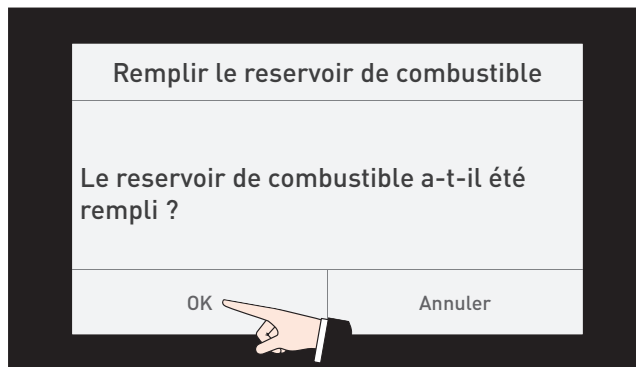 Remplir le reservoir de combustible
Le reservoir de combustible a-t-il été
rempli ?
OK
Annuler